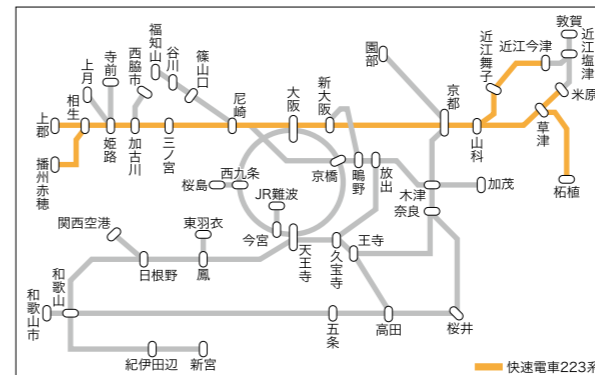 敦賀
近江塩津
近江今津
近江舞子
米原
草津
柘植
山科
京都
園部
新大阪
大阪
尼崎
篠山口
谷川
福知山
西脇市
寺前
上月
上郡
相生
播州赤穂
姫路
加古川
三ノ宮
京橋
鴫野
放出
木津
加茂
奈良
桜島
西九条
JR難波
今宮
天王寺
久宝寺
王寺
関西空港
東羽衣
日根野
鳳
和歌山
和歌山市
五条
高田
桜井
紀伊田辺
新宮
快速電車223系